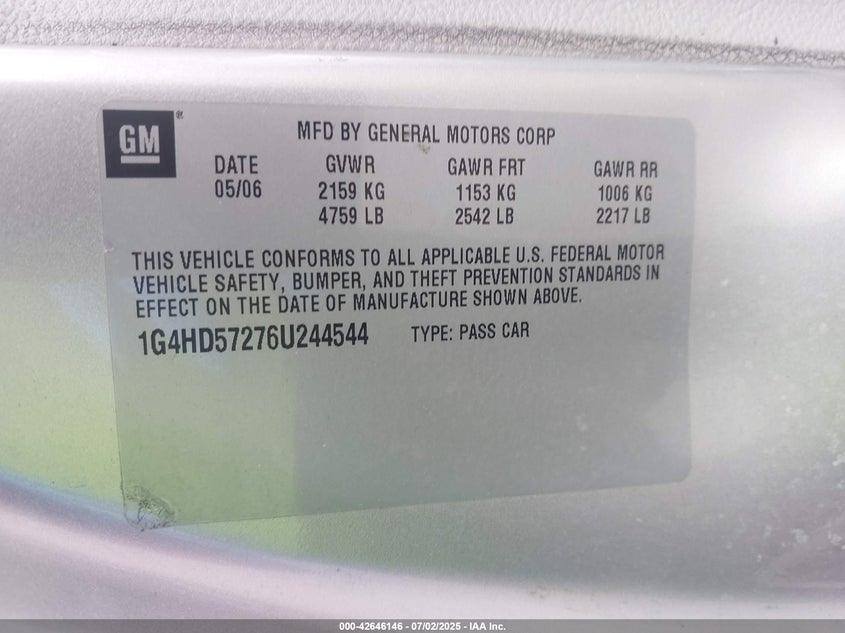 GM
MFD BY GENERAL MOTORS CORP
DATE GVWR GAWR FRT GAWR RR
05/06 2159 KG 1153 KG 1006 KG
4759 LB 2542 LB 2217 LB
THIS VEHICLE CONFORMS TO ALL APPLICABLE U.S. FEDERAL MOTOR
VEHICLE SAFETY, BUMPER, AND THEFT PREVENTION STANDARDS IN
EFFECT ON THE DATE OF MANUFACTURE SHOWN ABOVE.
1G4HD57276U244544 TYPE: PASS CAR
000-42646146 - 07/02/2025 - IAA Inc.